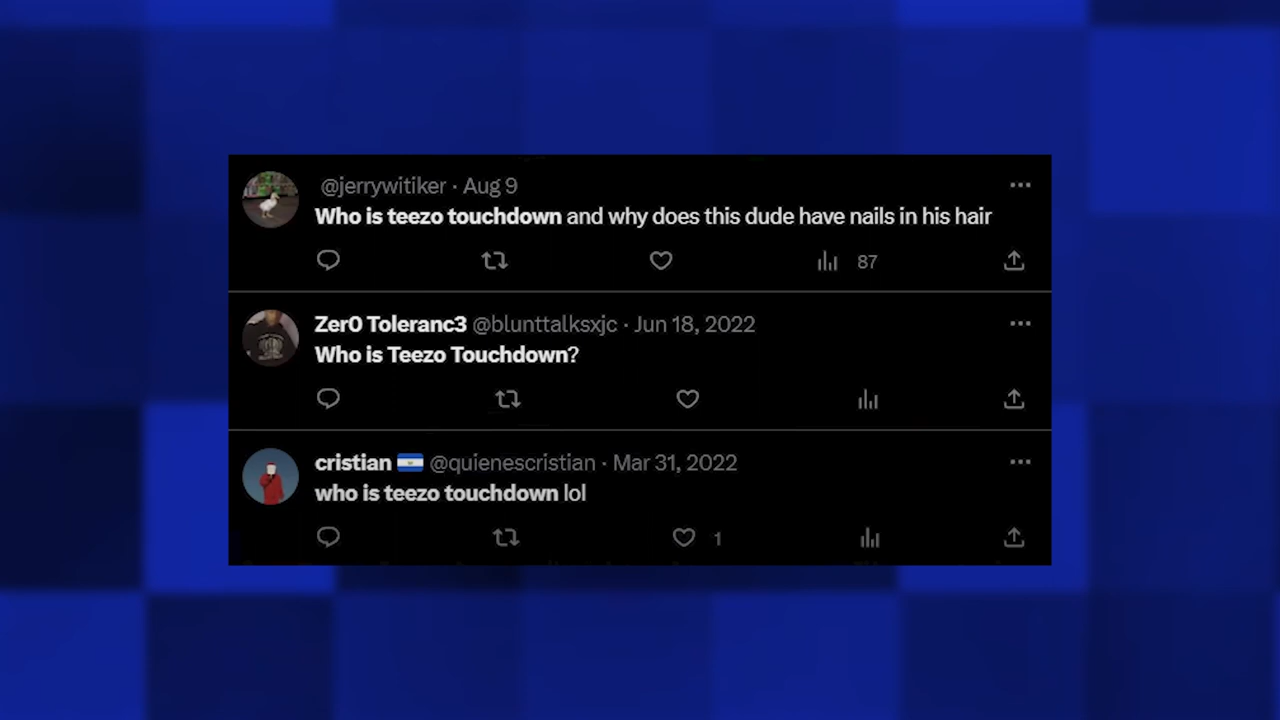 @jerrywitiker · Aug 9
Who is teezo touchdown and why does this dude have nails in his hair
87
Zer0 Toleranc3 @blunttalksxjc · Jun 18, 2022
Who is Teezo Touchdown?
cristian 🇸🇻 @quienescristian · Mar 31, 2022
who is teezo touchdown lol
1